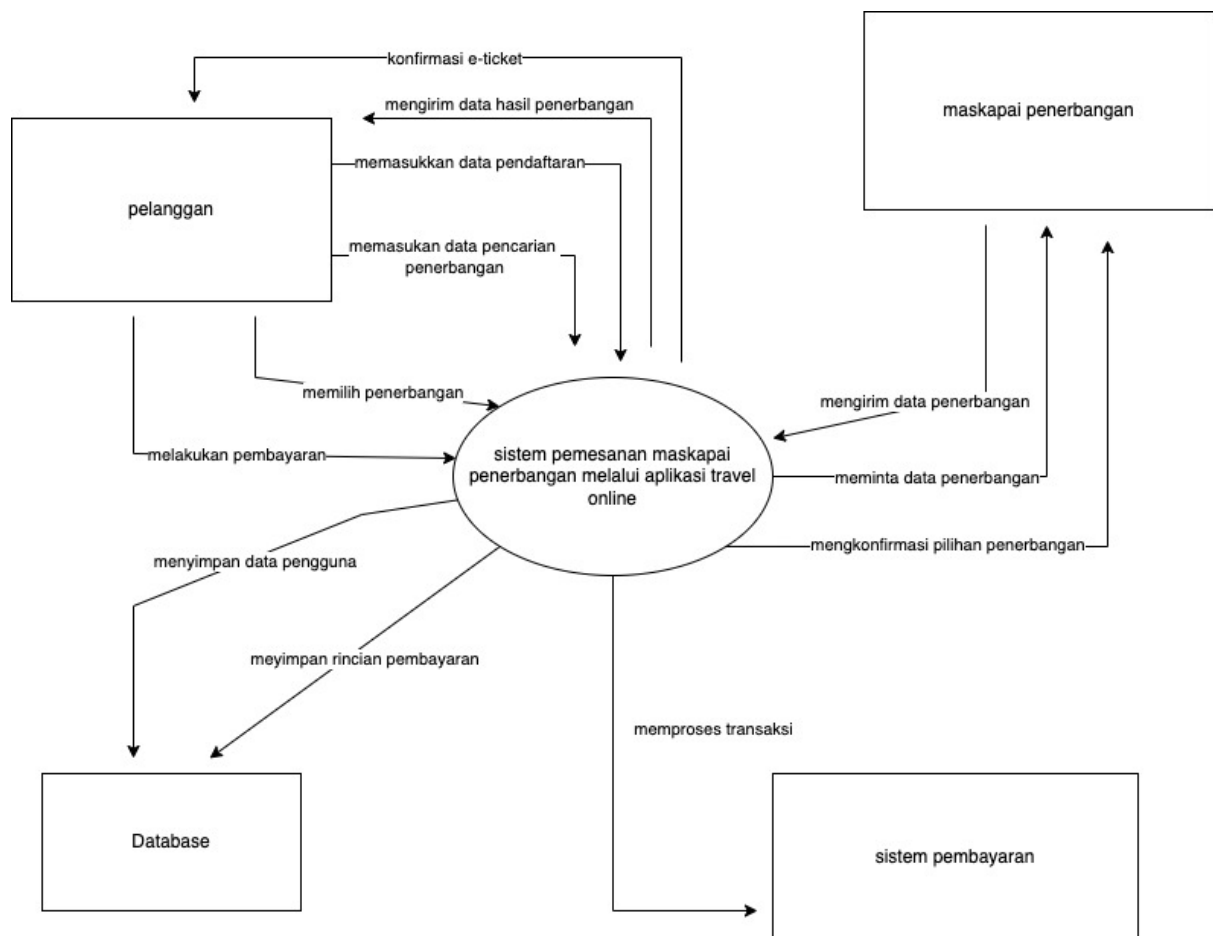 konfirmasi e-ticket
mengirim data hasil penerbangan
maskapai penerbangan
memasukkan data pendaftaran
pelanggan
memasukan data pencarian
penerbangan
memilih penerbangan
mengirim data penerbangan
melakukan pembayaran
sistem pemesanan maskapai
penerbangan melalui aplikasi travel
online
meminta data penerbangan
mengkonfirmasi pilihan penerbangan
menyimpan data pengguna
meyimpan rincian pembayaran
memproses transaksi
Database
sistem pembayaran